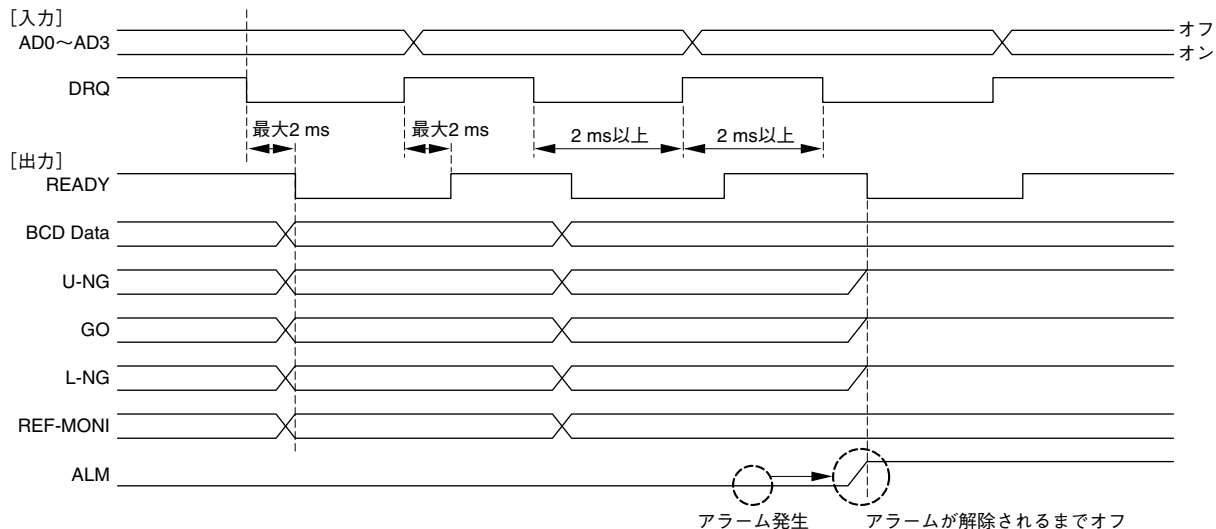 [入力]
AD0～AD3
オフ
オン
DRQ
最大2 ms
最大2 ms
2 ms以上
2 ms以上
[出力]
READY
BCD Data
U-NG
GO
L-NG
REF-MONI
ALM
アラーム発生
アラームが解除されるまでオフ